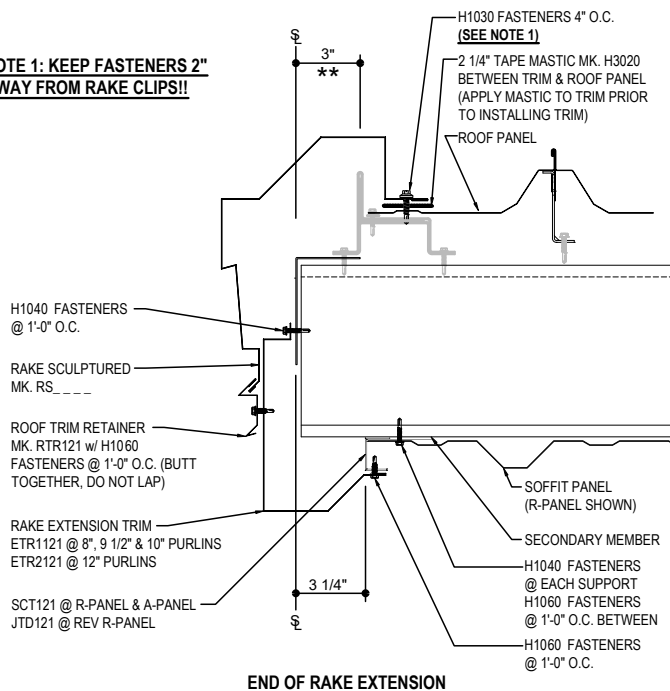 H1030 FASTENERS 4" O.C.
(SEE NOTE 1)
OTE 1: KEEP FASTENERS 2"
WAY FROM RAKE CLIPS!!
3"
**
2 1/4" TAPE MASTIC MK. H3020
BETWEEN TRIM & ROOF PANEL
(APPLY MASTIC TO TRIM PRIOR
TO INSTALLING TRIM)
ROOF PANEL
H1040 FASTENERS
@ 1'-0" O.C.
RAKE SCULPTURED
MK. RS_ _ _ _
ROOF TRIM RETAINER
MK. RTR121 w/ H1060
FASTENERS @ 1'-0" O.C. (BUTT
TOGETHER, DO NOT LAP)
RAKE EXTENSION TRIM
ETR1121 @ 8", 9 1/2" & 10" PURLINS
ETR2121 @ 12" PURLINS
SCT121 @ R-PANEL & A-PANEL
JTD121 @ REV R-PANEL
3 1/4"
SOFFIT PANEL
(R-PANEL SHOWN)
SECONDARY MEMBER
H1040 FASTENERS
@ EACH SUPPORT
H1060 FASTENERS
@ 1'-0" O.C. BETWEEN
H1060 FASTENERS
@ 1'-0" O.C.
END OF RAKE EXTENSION